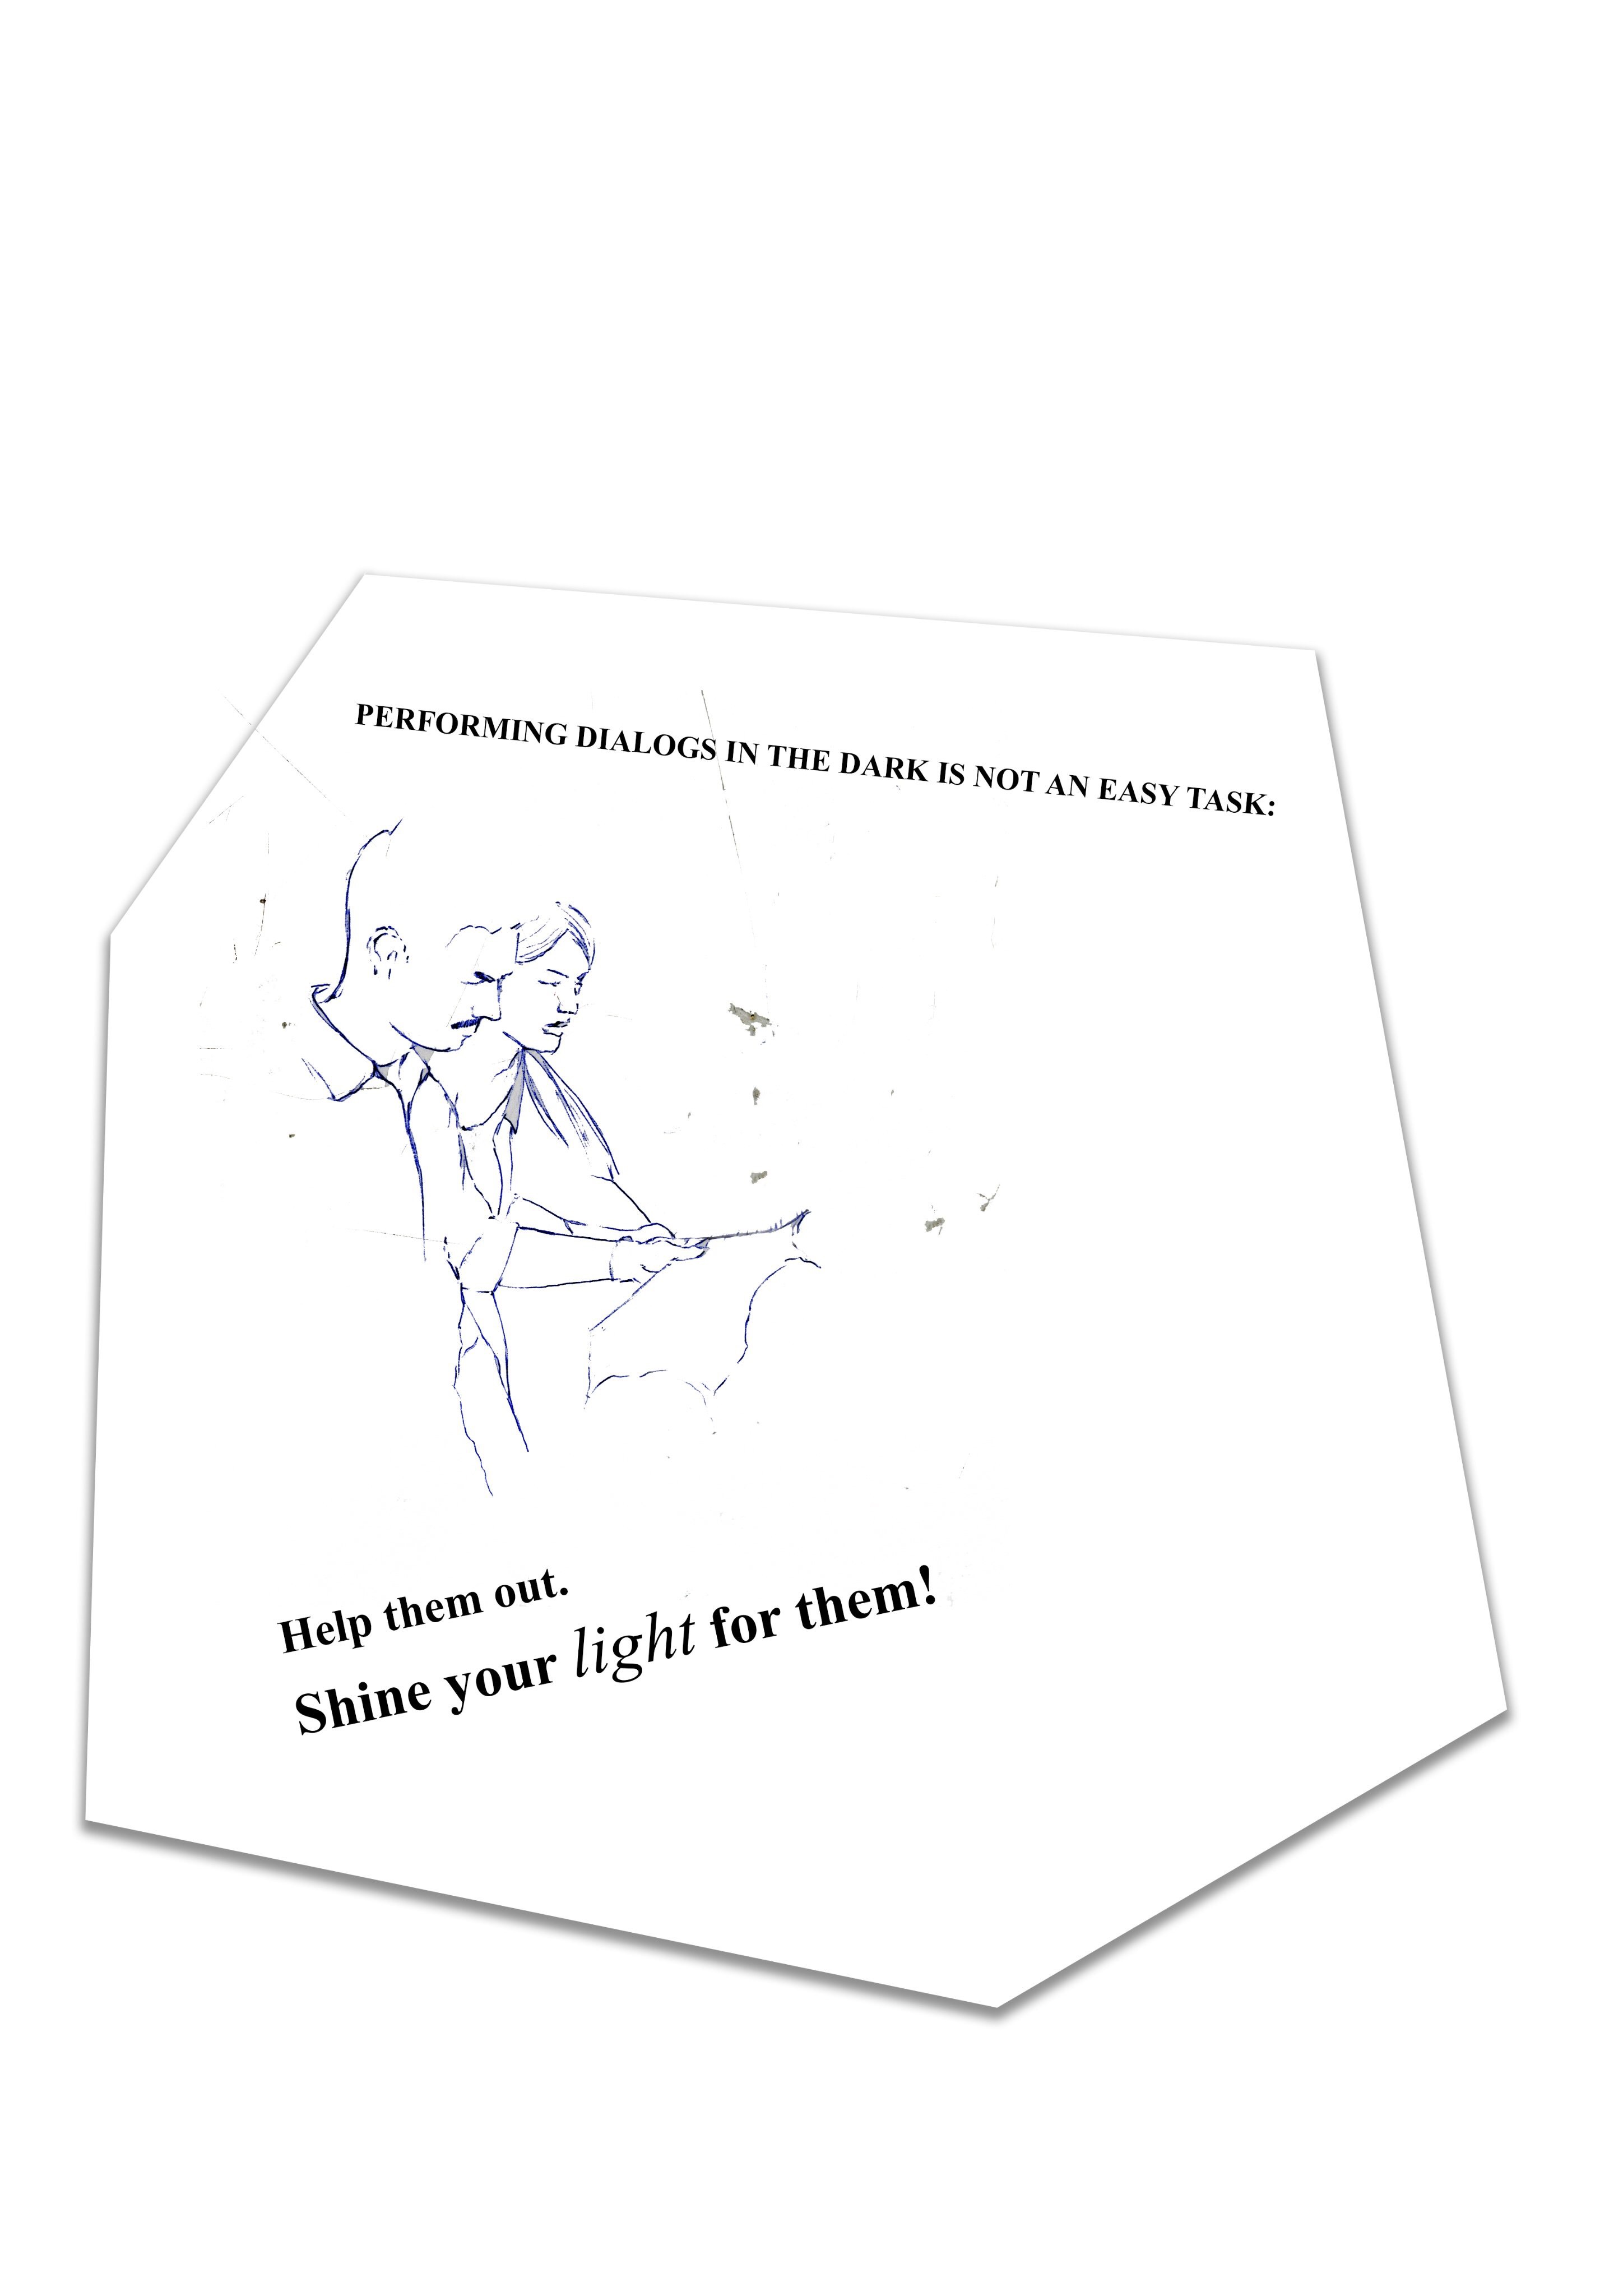 PERFORMING DIALOGS IN THE DARK IS NOT AN EASY TASK:
Help them out.
Shine your light for them!